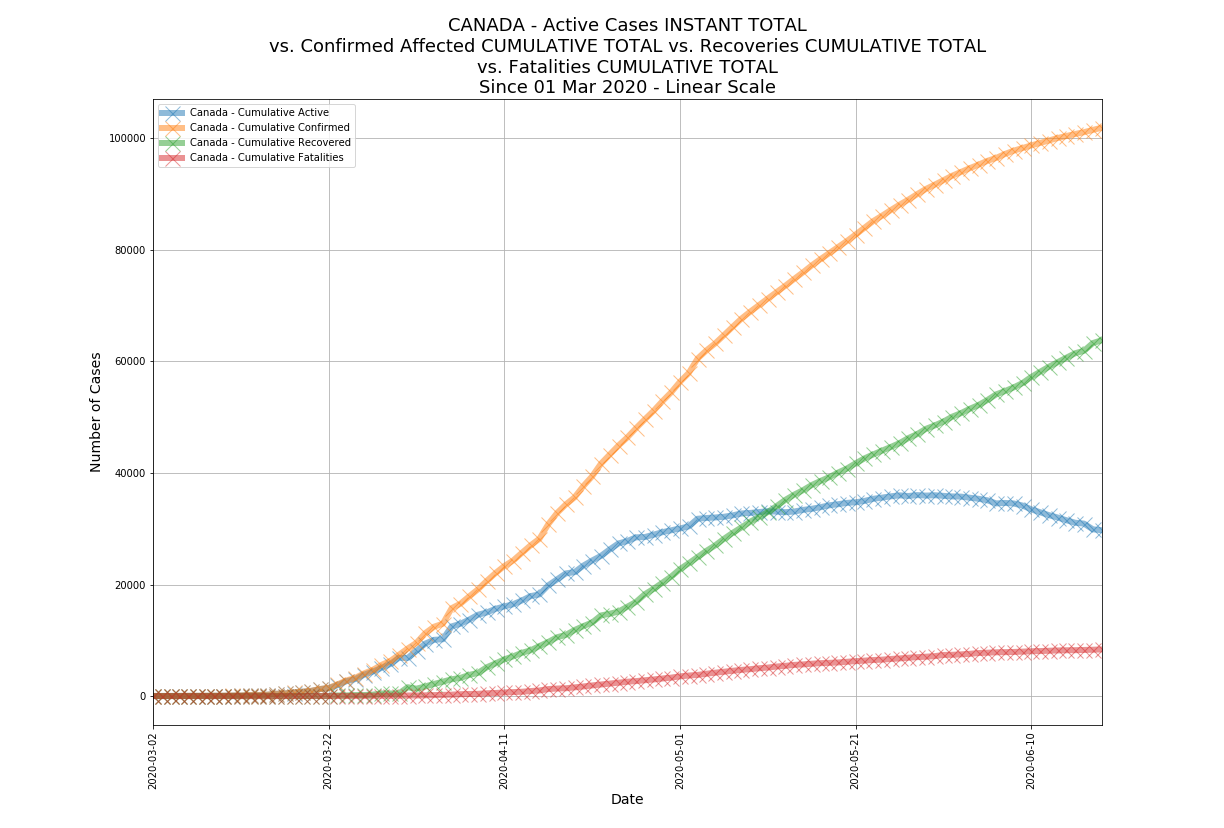 CANADA - Active Cases INSTANT TOTAL
vs. Confirmed Affected CUMULATIVE TOTAL vs. Recoveries CUMULATIVE TOTAL
vs. Fatalities CUMULATIVE TOTAL
Since 01 Mar 2020 - Linear Scale
Canada - Cumulative Active
Canada - Cumulative Confirmed
Canada - Cumulative Recovered
Canada - Cumulative Fatalities
Number of Cases
100000
80000
60000
40000
20000
0
2020-03-02
2020-03-22
2020-04-11
2020-05-01
2020-05-21
2020-06-10
Date